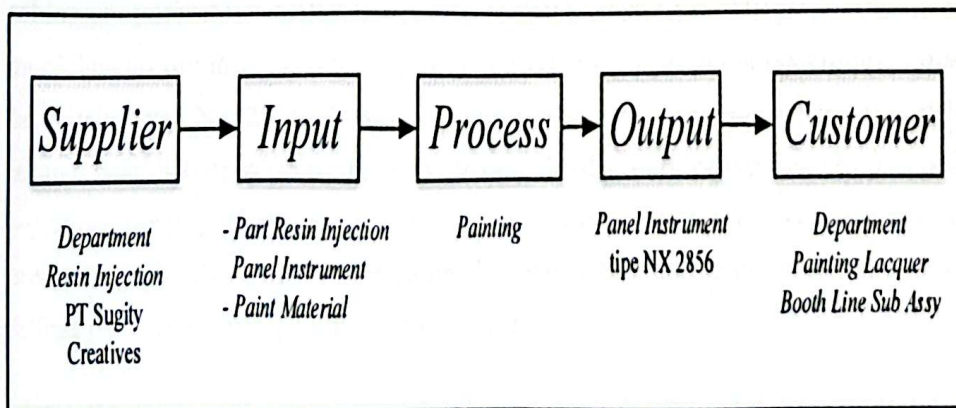 Supplier
Input
Process
Output
Customer
Department
Resin Injection
PT Sugity
Creatives
- Part Resin Injection
Panel Instrument
- Paint Material
Painting
Panel Instrument
tipe NX 2856
Department
Painting Lacquer
Booth Line Sub Assy